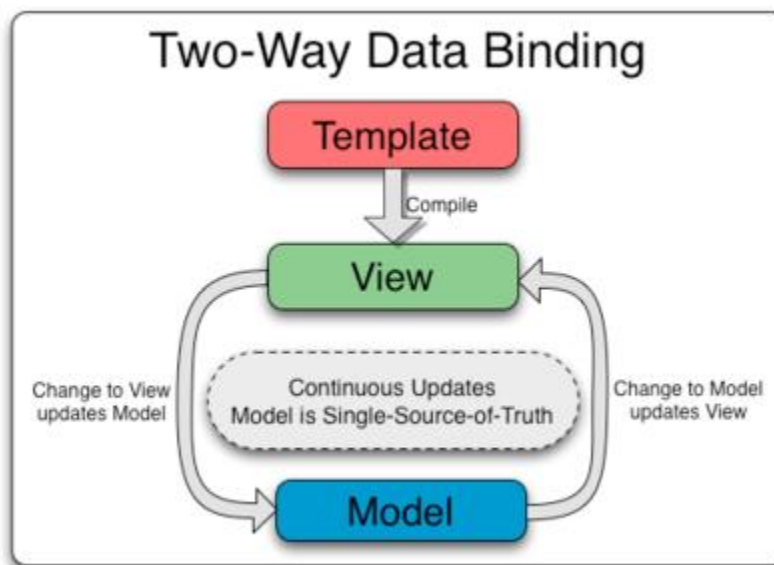 Two-Way Data Binding
Template
Compile
View
Change to View
updates Model
Continuous Updates
Model is Single-Source-of-Truth
Change to Model
updates View
Model